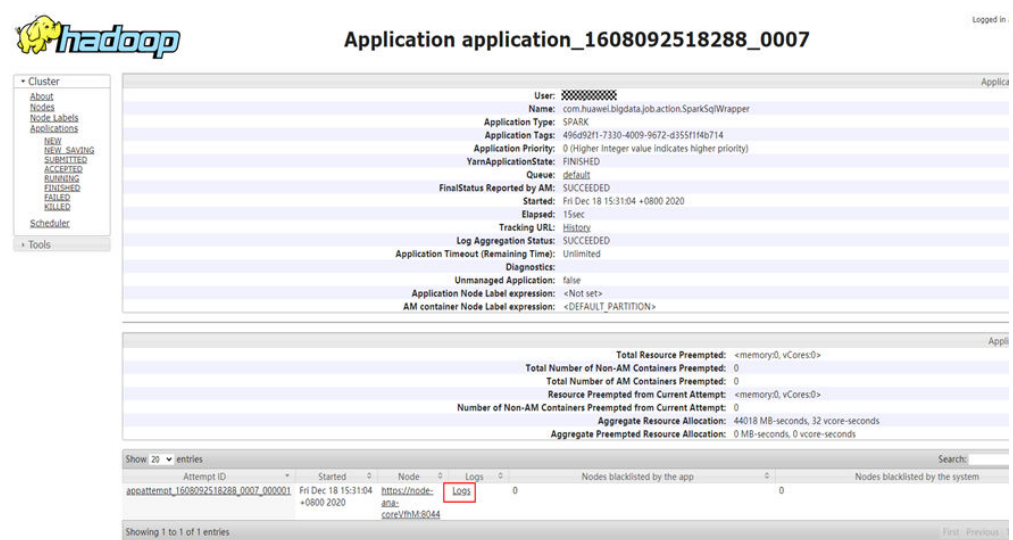 hadoop
Logged in
Application application_1608092518288_0007
Cluster
About
Nodes
Node Labels
Applications
NEW
NEW_SAVING
SUBMITTED
ACCEPTED
RUNNING
FINISHED
FAILED
KILLED
Scheduler
Tools
Applica
User:
Name: com.huawei.bigdata.job.action.SparkSqlWrapper
Application Type: SPARK
Application Tags: 496d92f1-7330-4009-9672-d355f1f4b714
Application Priority: 0 (Higher Integer value indicates higher priority)
YarnApplicationState: FINISHED
Queue: default
FinalStatus Reported by AM: SUCCEEDED
Started: Fri Dec 18 15:31:04 +0800 2020
Elapsed: 15sec
Tracking URL: History
Log Aggregation Status: SUCCEEDED
Application Timeout (Remaining Time): Unlimited
Diagnostics:
Unmanaged Application: false
Application Node Label expression: <Not set>
AM container Node Label expression: <DEFAULT_PARTITION>
Appli
Total Resource Preempted: <memory:0, vCores:0>
Total Number of Non-AM Containers Preempted: 0
Total Number of AM Containers Preempted: 0
Resource Preempted from Current Attempt: <memory:0, vCores:0>
Number of Non-AM Containers Preempted from Current Attempt: 0
Aggregate Resource Allocation: 44018 MB-seconds, 32 vcore-seconds
Aggregate Preempted Resource Allocation: 0 MB-seconds, 0 vcore-seconds
Show 20 entries Search:
Attempt ID Started Node Logs Nodes blacklisted by the app Nodes blacklisted by the system
appattempt_1608092518288_0007_000001 Fri Dec 18 15:31:04 https://node- Logs 0 0
+0800 2020 ana-
coreVfhM:8044
Showing 1 to 1 of 1 entries First Previous